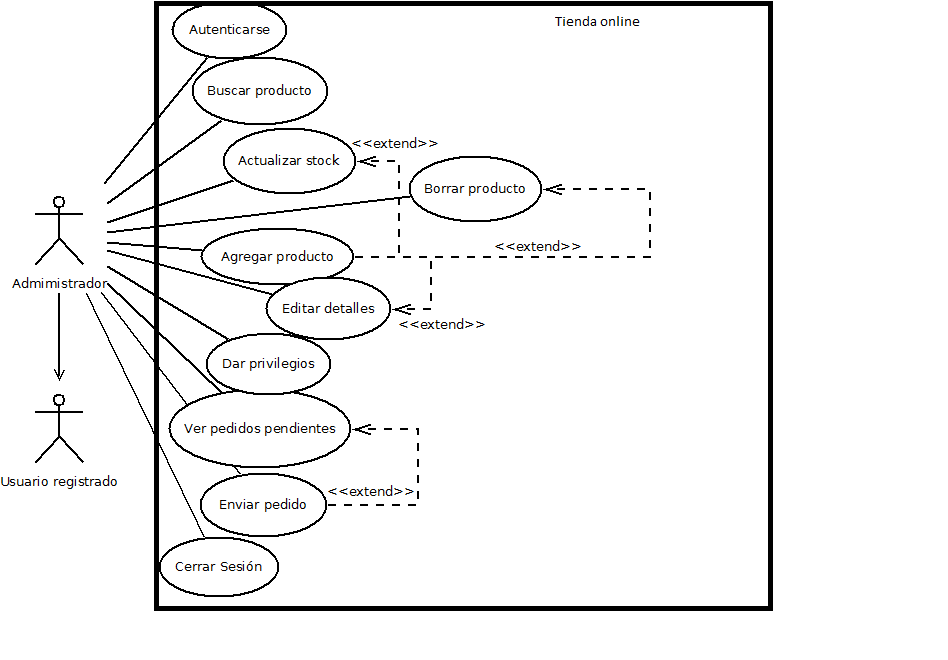 Tienda online
Autenticarse
Buscar producto
<<extend>>
Actualizar stock
Borrar producto
<<extend>>
Agregar producto
Admimistrador
Editar detalles
<<extend>>
Dar privilegios
Ver pedidos pendientes
Usuario registrado
<<extend>>
Enviar pedido
Cerrar Sesión